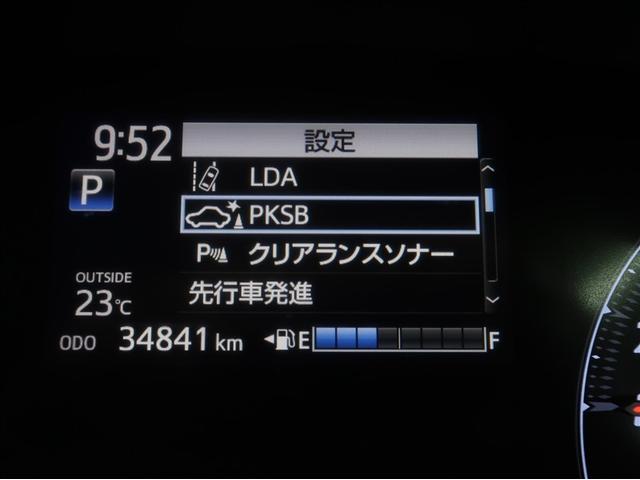 9:52
設定
LDA
P
PKSB
P クリアランスソナー
OUTSIDE
23℃
先行車発進
ODO 34841 km
E F